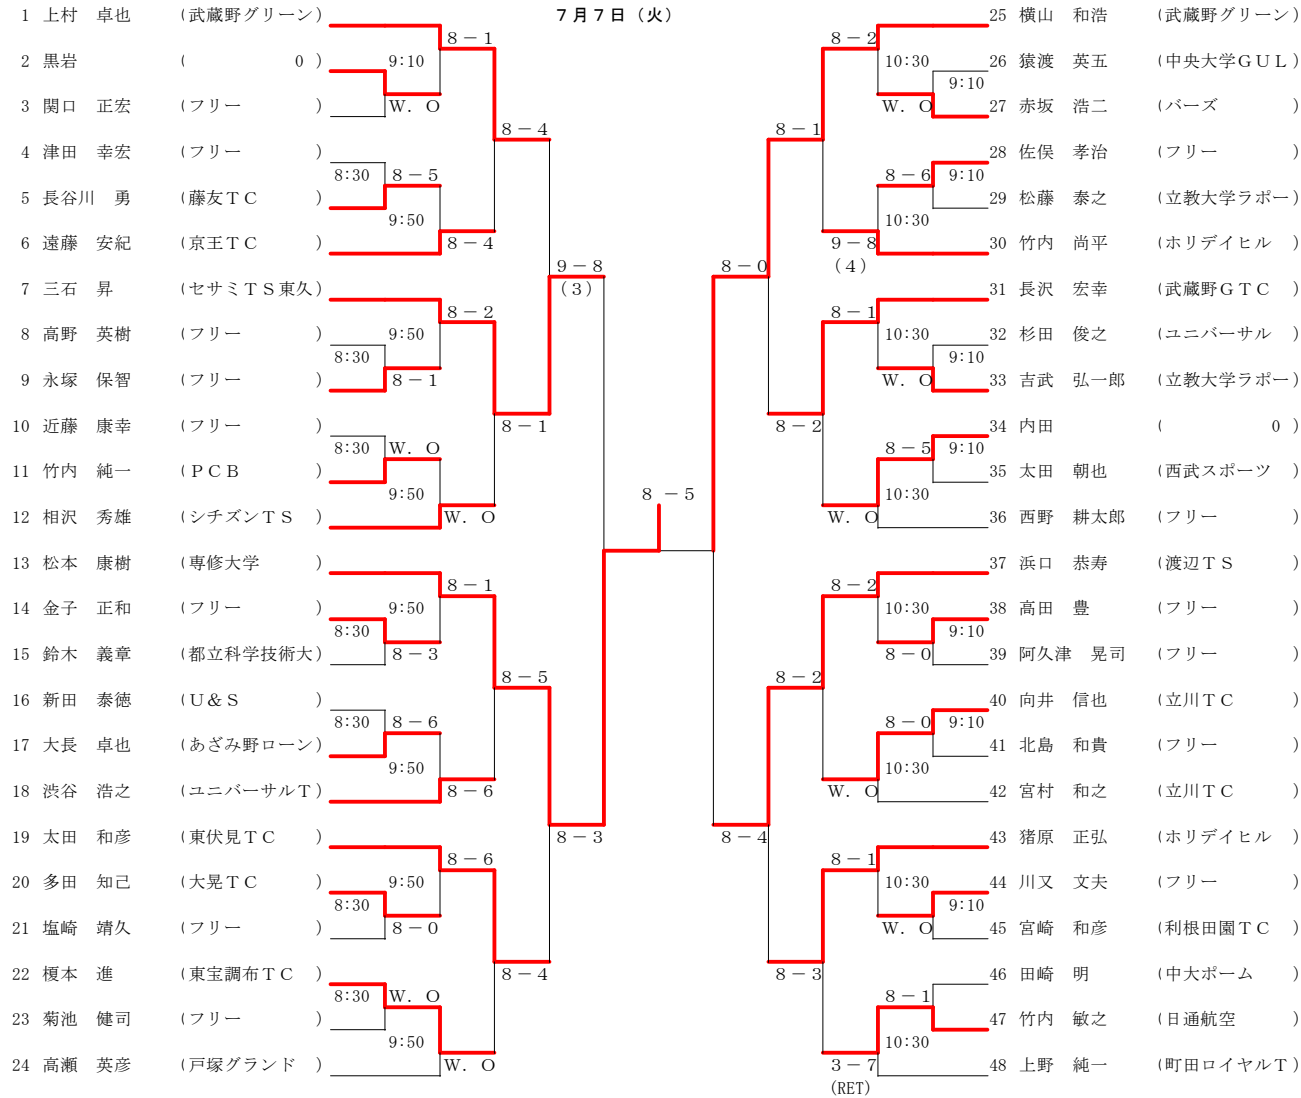 7月7日（火）
1 上村　卓也 （武蔵野グリーン）
8－1
2 黒岩 （ 0 ）
9:10
3 関口　正宏 （フリー ）
W．O
8－4
4 津田　幸宏 （フリー ）
8:30 8－5
5 長谷川　勇 （藤友ＴＣ ）
9:50
6 遠藤　安紀 （京王ＴＣ ）
8－4
9－8
（3）
7 三石　昇 （セサミＴＳ東久）
8－2
8 高野　英樹 （フリー ）
9:50
8:30
9 永塚　保智 （フリー ）
8－1
8－1
10 近藤　康幸 （フリー ）
8:30 W．O
11 竹内　純一 （ＰＣＢ ）
9:50
12 相沢　秀雄 （シチズンＴＳ ）
W．O
8 －5
13 松本　康樹 （専修大学 ）
8－1
14 金子　正和 （フリー ）
9:50
8:30
15 鈴木　義章 （都立科学技術大）
8－3
8－5
16 新田　泰徳 （Ｕ＆Ｓ ）
8:30 8－6
17 大長　卓也 （あざみ野ローン）
9:50
18 渋谷　浩之 （ユニバーサルＴ）
8－6
8－3
19 太田　和彦 （東伏見ＴＣ ）
8－6
20 多田　知己 （大晃ＴＣ ）
9:50
8:30
21 塩崎　靖久 （フリー ）
8－0
8－4
22 榎本　進 （東宝調布ＴＣ ）
8:30 W．O
23 菊池　健司 （フリー ）
9:50
24 高瀬　英彦 （戸塚グランド ）
W．O
25 横山　和浩 （武蔵野グリーン）
8－2
10:30
26 猿渡　英五 （中央大学ＧＵＬ）
9:10
W．O
27 赤坂　浩二 （バーズ ）
8－1
28 佐俣　孝治 （フリー ）
8－6 9:10
29 松藤　泰之 （立教大学ラポー）
10:30
9－8
30 竹内　尚平 （ホリデイヒル ）
（4）
8－0
31 長沢　宏幸 （武蔵野ＧＴＣ ）
8－1
10:30
32 杉田　俊之 （ユニバーサル ）
9:10
W．O
33 吉武　弘一郎 （立教大学ラポー）
8－2
34 内田 （ 0 ）
8－5 9:10
35 太田　朝也 （西武スポーツ ）
10:30
W．O
36 西野　耕太郎 （フリー ）
37 浜口　恭寿 （渡辺ＴＳ ）
8－2
10:30
38 高田　豊 （フリー ）
9:10
8－0
39 阿久津　晃司 （フリー ）
8－2
40 向井　信也 （立川ＴＣ ）
8－0 9:10
41 北島　和貴 （フリー ）
10:30
W．O
42 宮村　和之 （立川ＴＣ ）
8－4
43 猪原　正弘 （ホリデイヒル ）
8－1
10:30
44 川又　文夫 （フリー ）
9:10
W．O
45 宮崎　和彦 （利根田園ＴＣ ）
8－3
46 田崎　明 （中大ポーム ）
8－1
47 竹内　敏之 （日通航空 ）
10:30
3－7
48 上野　純一 （町田ロイヤルＴ）
(RET)